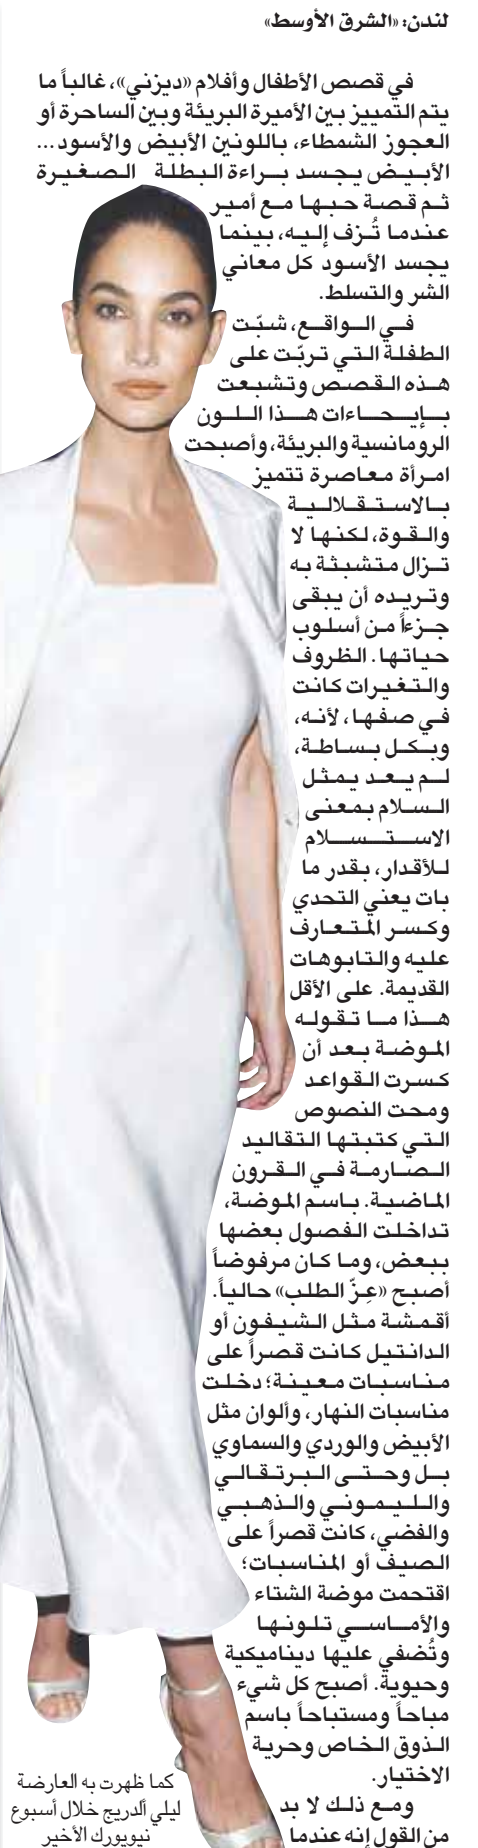 لندن: «الشرق الأوسط»
في قصص الأطفال وأفلام «ديزني»، غالباً ما
يتم التمييز بين الأميرة البريئة وبين الساحرة أو
العجوز الشمطاء، باللونين الأبيض والأسود...
الأبيض يجسد براءة البطلة الصغيرة
ثم قصة حبها مع أمير
عندما تُزف إليه، بينما
يجسد الأسود كل معاني
الشر والتسلط.
في الواقع، شبّت
الطفلة التي تربّت على
هذه القصص وتشبعت
بإيحاءات هذا اللون
الرومانسية والبريئة، وأصبحت
امرأة معاصرة تتميز
بالاستقلالية
والقوة، لكنها لا
تزال متشبثة به
وتريده أن يبقى
جزءاً من أسلوب
حياتها. الظروف
والتغيرات كانت
في صفها، لأنه،
وبكل بساطة،
لم يعد يمثل
السلام بمعنى
الاستسلام
للأقدار، بقدر ما
بات يعني التحدي
وكسر المتعارف
عليه والتابوهات
القديمة. على الأقل
هذا ما تقوله
الموضة بعد أن
كسرت القواعد
ومحت النصوص
التي كتبتها التقاليد
الصارمة في القرون
الماضية. باسم الموضة،
تداخلت الفصول بعضها
ببعض، وما كان مرفوضاً
أصبح «عِزّ الطلب» حالياً.
أقمشة مثل الشيفون أو
الدانتيل كانت قصراً على
مناسبات معينة؛ دخلت
مناسبات النهار، وألوان مثل
الأبيض والوردي والسماوي
بل وحتى البرتقالي
والليموني والذهبي
والفضي، كانت قصراً على
الصيف أو المناسبات؛
اقتحمت موضة الشتاء
والأماسي تلونها
وتُضفي عليها ديناميكية
وحيوية. أصبح كل شيء
مباحاً ومستباحاً باسم
الذوق الخاص وحرية
الاختيار.
ومع ذلك لا بد
من القول إنه عندما
كما ظهرت به العارضة
ليلي ألدريج خلال أسبوع
نيويورك الأخير